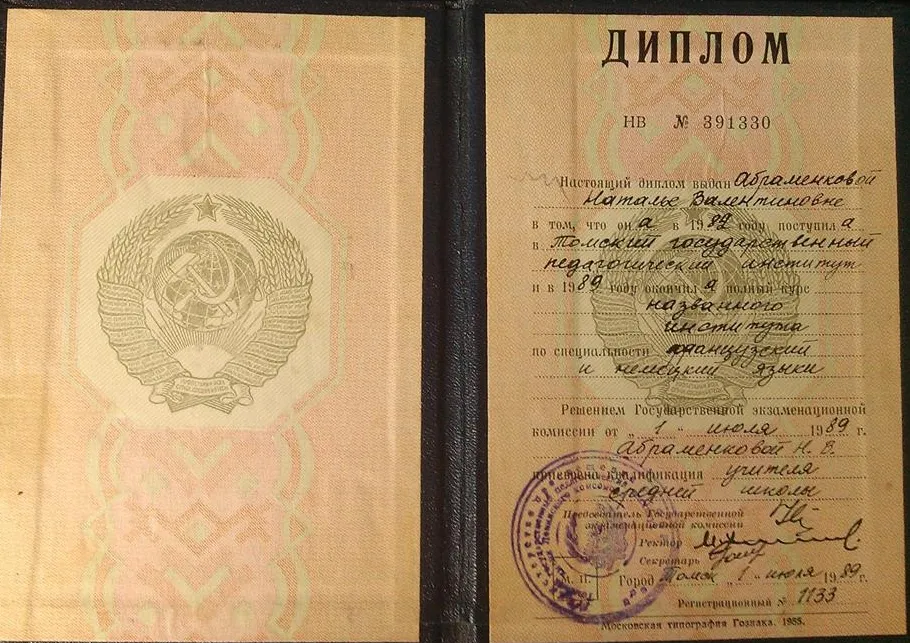 ДИПЛОМ
НВ № 391330
Настоящий диплом выдан Абраменковой
Наталье Валентиновне
в том, что она в 1982 году поступила
в Томский государственный
педагогический институт
и в 1989 году окончила полный курс
названного
института
по специальности французский
и немецкий языки
Решением Государственной экзаменационной
комиссии от „1“ июля 1989 г.
Абраменковой Н. В.
присвоена квалификация учителя
средней школы
Председатель Государственной
экзаменационной комиссии
Ректор
Секретарь
М. П. Город Томск „1“ июля 1989 г.
Регистрационный № 1133
Московская типография Гознака. 1988.